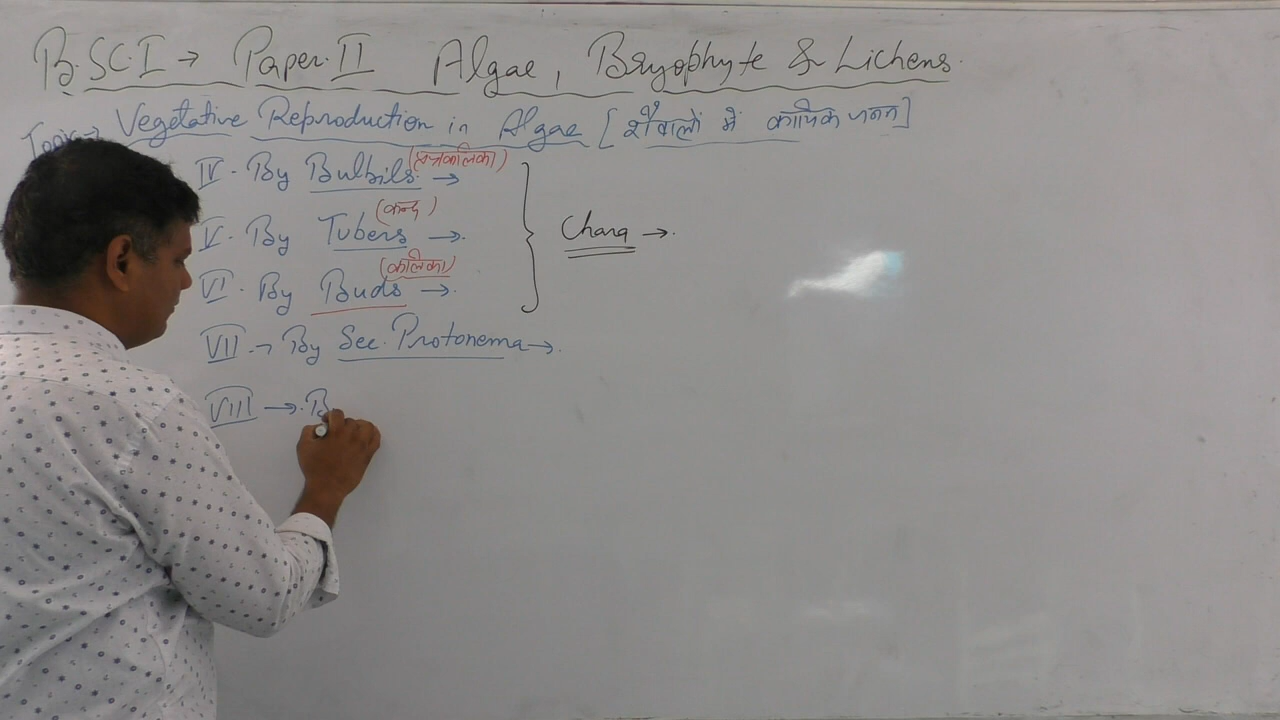 B.SC.I → Paper.II Algae, Bryophyte & Lichens.
Topic → Vegetative Reproduction in Algae [शैवालों में कायिक जनन]
IV. By Bulbils (पत्रकलिका) →
V. By Tubers (कन्द) →.
VI. By Buds (कलिका) →.
} Chara →.
VII → By Sec. Protonema →.
VIII → B